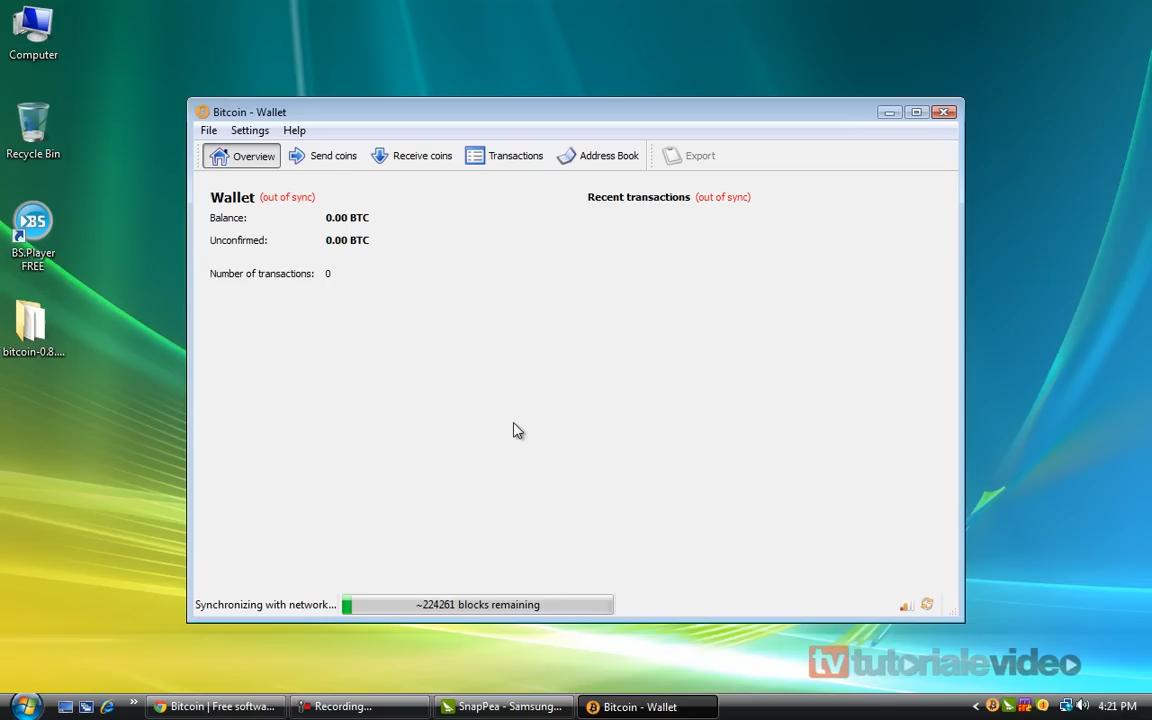 Computer
Recycle Bin
BS
BS.Player
FREE
bitcoin-0.8....
Bitcoin - Wallet
File Settings Help
Overview Send coins Receive coins Transactions Address Book Export
Wallet (out of sync)
Balance: 0.00 BTC
Unconfirmed: 0.00 BTC
Number of transactions: 0
Recent transactions (out of sync)
Synchronizing with network... ~224261 blocks remaining
tv tutorialevideo
» Bitcoin | Free softwa... Recording... SnapPea - Samsung... Bitcoin - Wallet < 4:21 PM